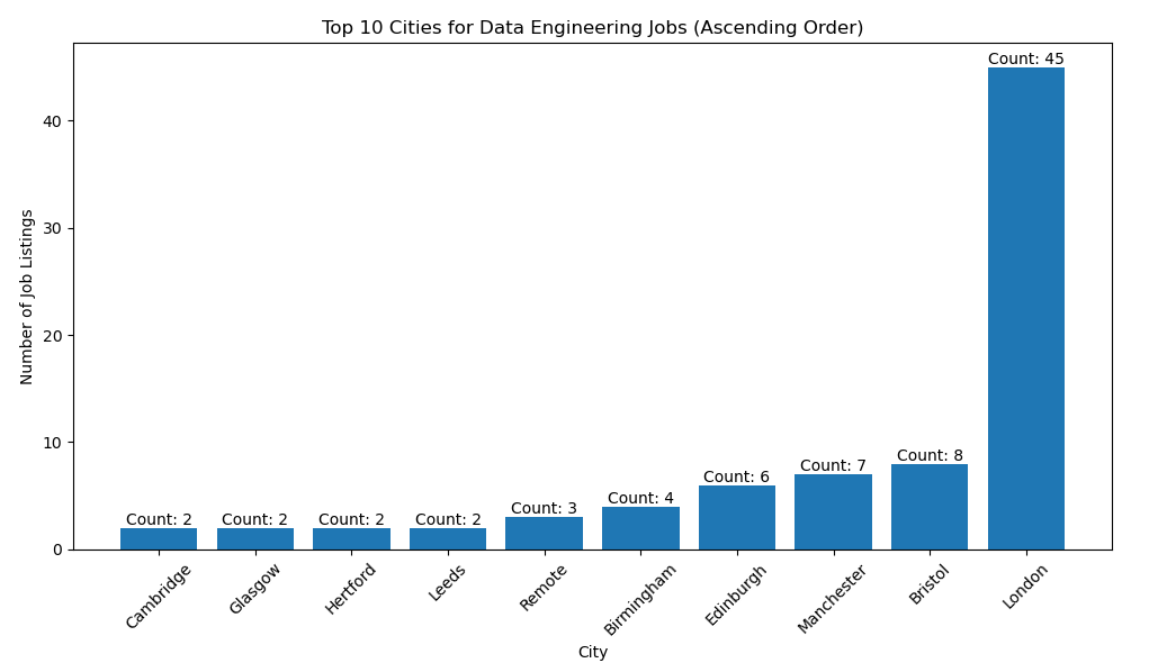 Top 10 Cities for Data Engineering Jobs (Ascending Order)
Number of Job Listings
40
30
20
10
0
Count: 2
Count: 2
Count: 2
Count: 2
Count: 3
Count: 4
Count: 6
Count: 7
Count: 8
Count: 45
Cambridge
Glasgow
Hertford
Leeds
Remote
Birmingham
Edinburgh
Manchester
Bristol
London
City